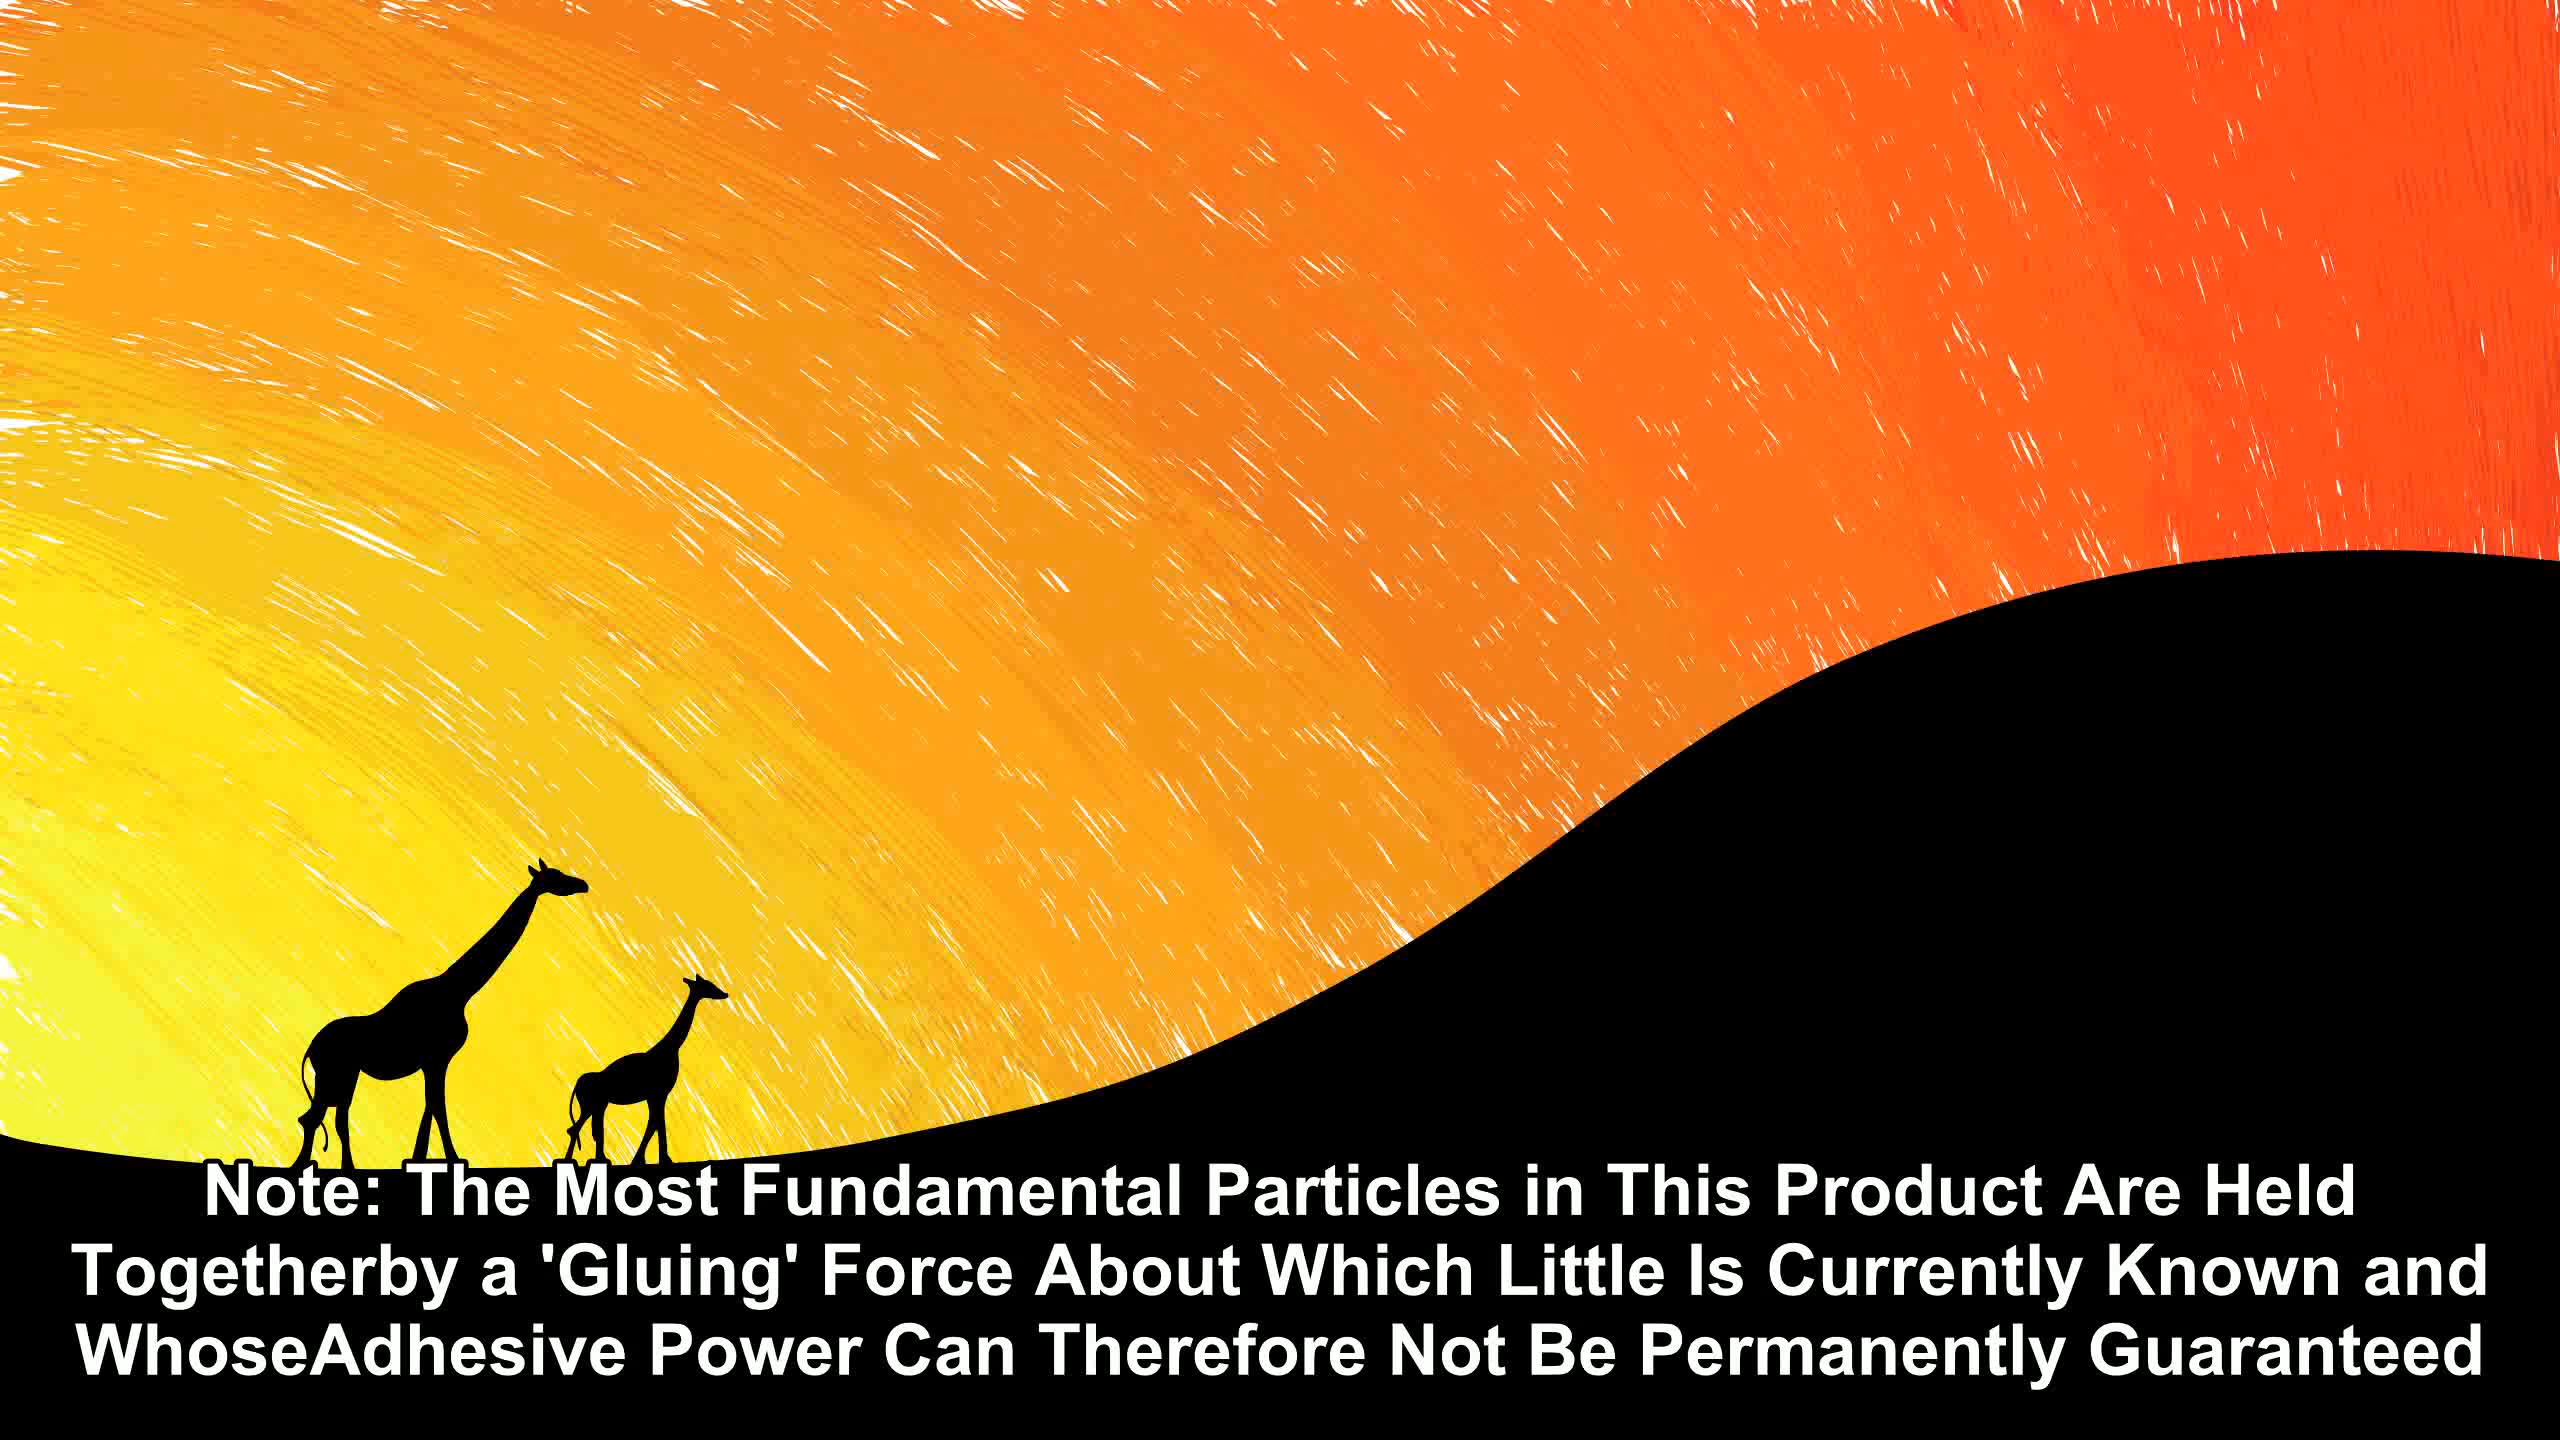 Note: The Most Fundamental Particles in This Product Are Held
Togetherby a 'Gluing' Force About Which Little Is Currently Known and
WhoseAdhesive Power Can Therefore Not Be Permanently Guaranteed